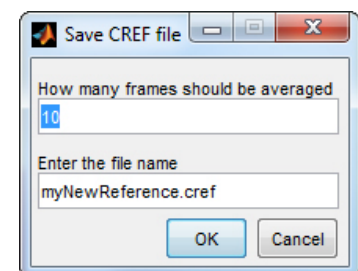 Save CREF file
How many frames should be averaged
10
Enter the file name
myNewReference.cref
OK Cancel